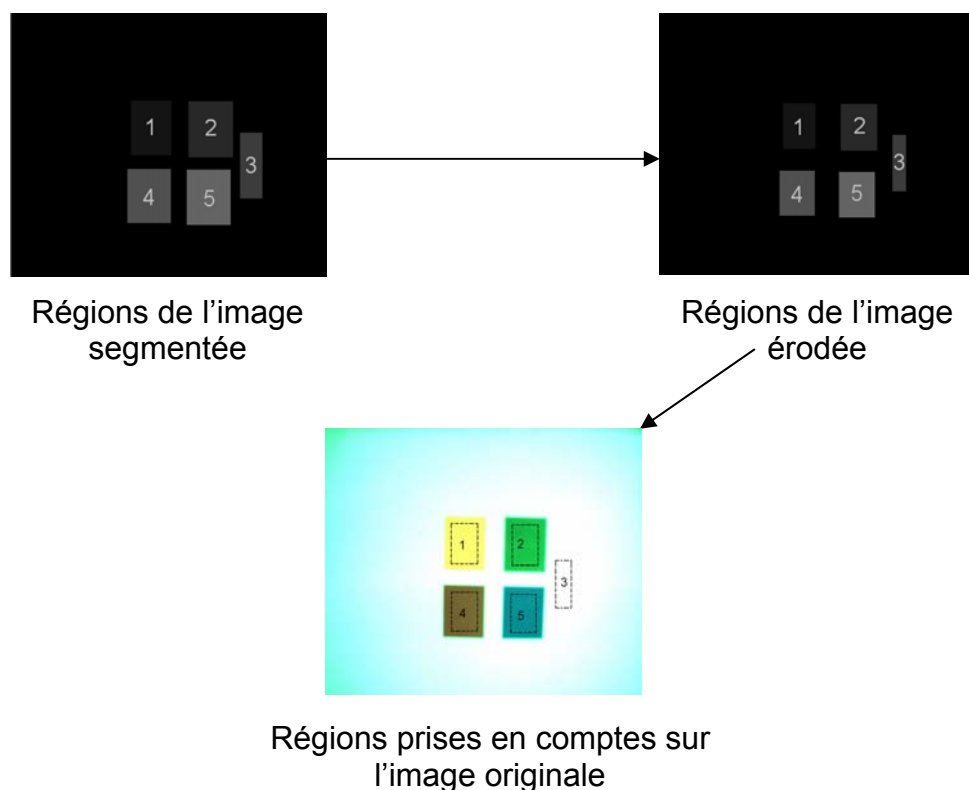 1 2
3
4 5
1 2
3
4 5
Régions de l'image
segmentée
Régions de l'image
érodée
1 2
3
4 5
Régions prises en comptes sur
l'image originale